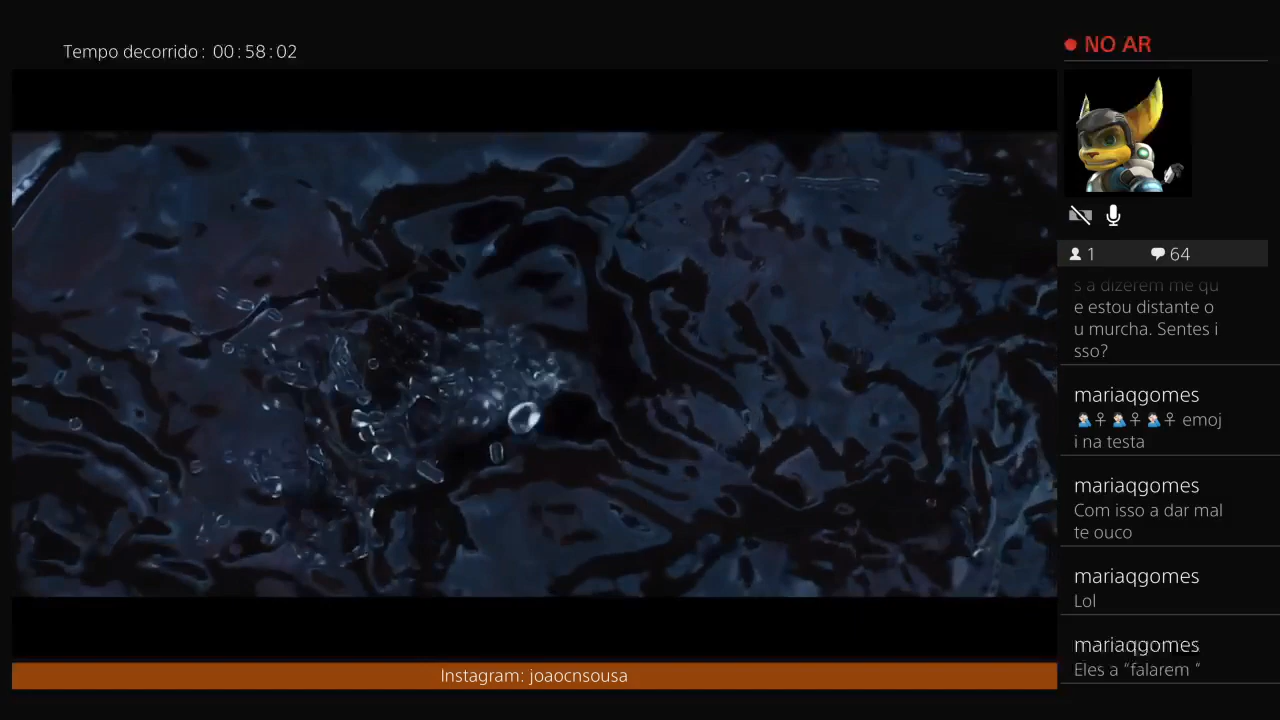 Tempo decorrido: 00:58:02
NO AR
1 64
s a dizerem me qu
e estou distante o
u murcha. Sentes i
sso?
mariaqgomes
🤦🏻♀🤦🏻♀🤦🏻♀ emoj
i na testa
mariaqgomes
Com isso a dar mal
te ouco
mariaqgomes
Lol
mariaqgomes
Eles a “falarem “
Instagram: joaocnsousa